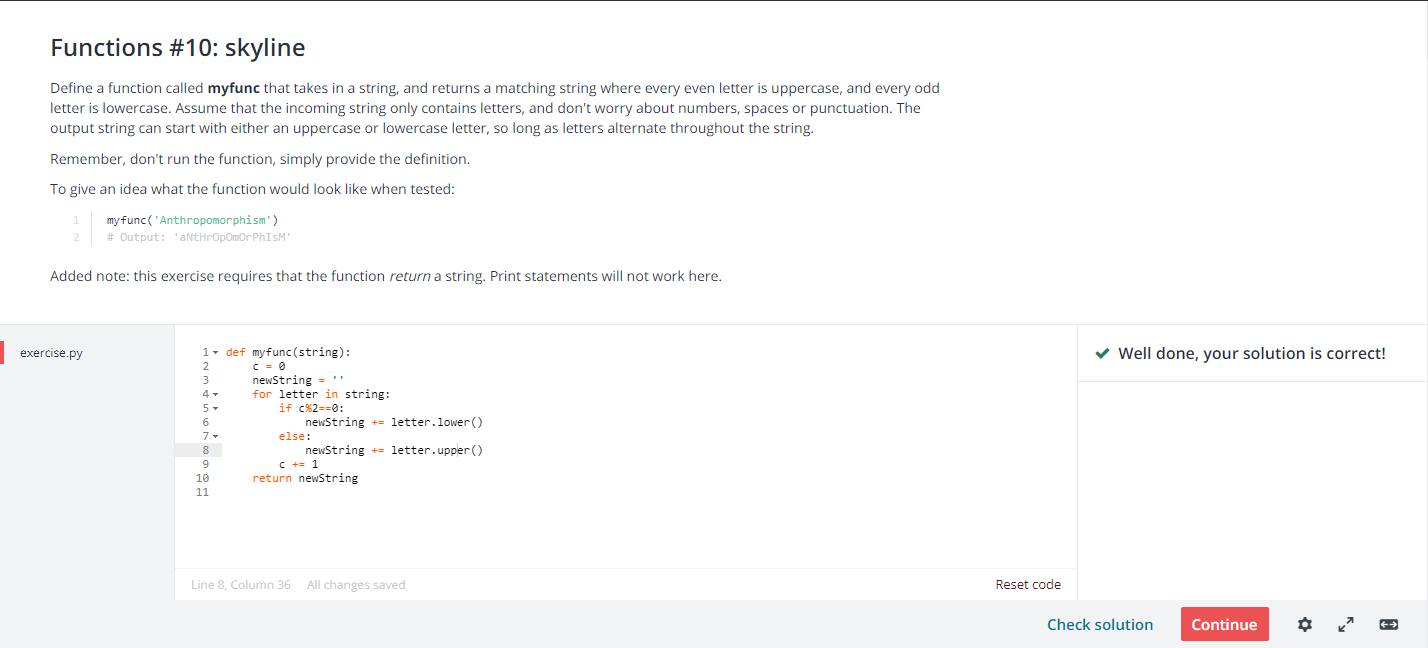 Functions #10: skyline
Define a function called myfunc that takes in a string, and returns a matching string where every even letter is uppercase, and every odd
letter is lowercase. Assume that the incoming string only contains letters, and don't worry about numbers, spaces or punctuation. The
output string can start with either an uppercase or lowercase letter, so long as letters alternate throughout the string.
Remember, don't run the function, simply provide the definition.
To give an idea what the function would look like when tested:
1 myfunc('Anthropomorphism')
2 # Output: 'aNtHrOpOmOrPhIsM'
Added note: this exercise requires that the function return a string. Print statements will not work here.
exercise.py
1 def myfunc(string):
2     c = 0
3     newString = ''
4     for letter in string:
5         if c%2==0:
6             newString += letter.lower()
7         else:
8             newString += letter.upper()
9         c += 1
10     return newString
11
Well done, your solution is correct!
Line 8, Column 36 All changes saved
Reset code
Check solution
Continue